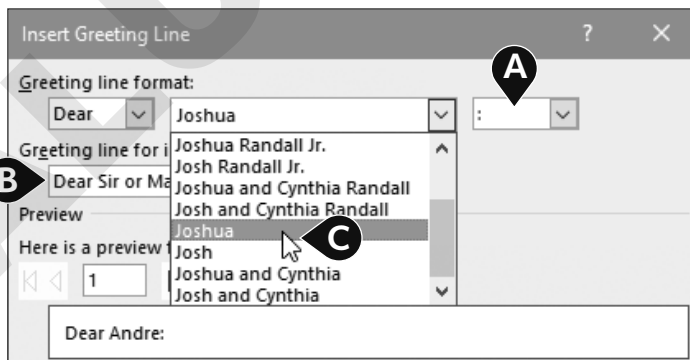 Insert Greeting Line ? ×
Greeting line format:
A
Dear Joshua :
Greeting line for i
Joshua Randall Jr.
Josh Randall Jr.
B Dear Sir or Ma
Joshua and Cynthia Randall
Josh and Cynthia Randall
Preview
Joshua C
Here is a preview f
Josh
1
Joshua and Cynthia
Josh and Cynthia
Dear Andre: